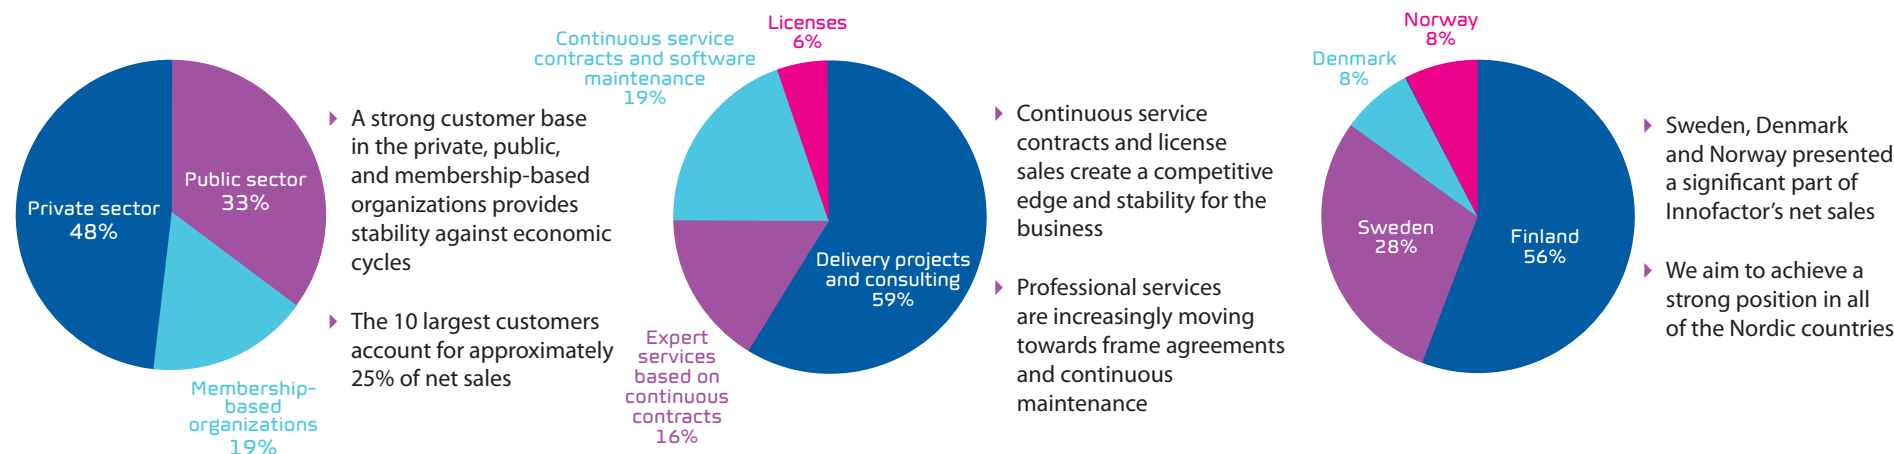 Private sector
48%
Public sector
33%
Membership-
based
organizations
19%
A strong customer base
in the private, public,
and membership-based
organizations provides
stability against economic
cycles
The 10 largest customers
account for approximately
25% of net sales
Continuous service
contracts and software
maintenance
19%
Licenses
6%
Delivery projects
and consulting
59%
Expert
services
based on
continuous
contracts
16%
Continuous service
contracts and license
sales create a competitive
edge and stability for the
business
Professional services
are increasingly moving
towards frame agreements
and continuous
maintenance
Norway
8%
Denmark
8%
Sweden
28%
Finland
56%
Sweden, Denmark
and Norway presented
a significant part of
Innofactor’s net sales
We aim to achieve a
strong position in all
of the Nordic countries